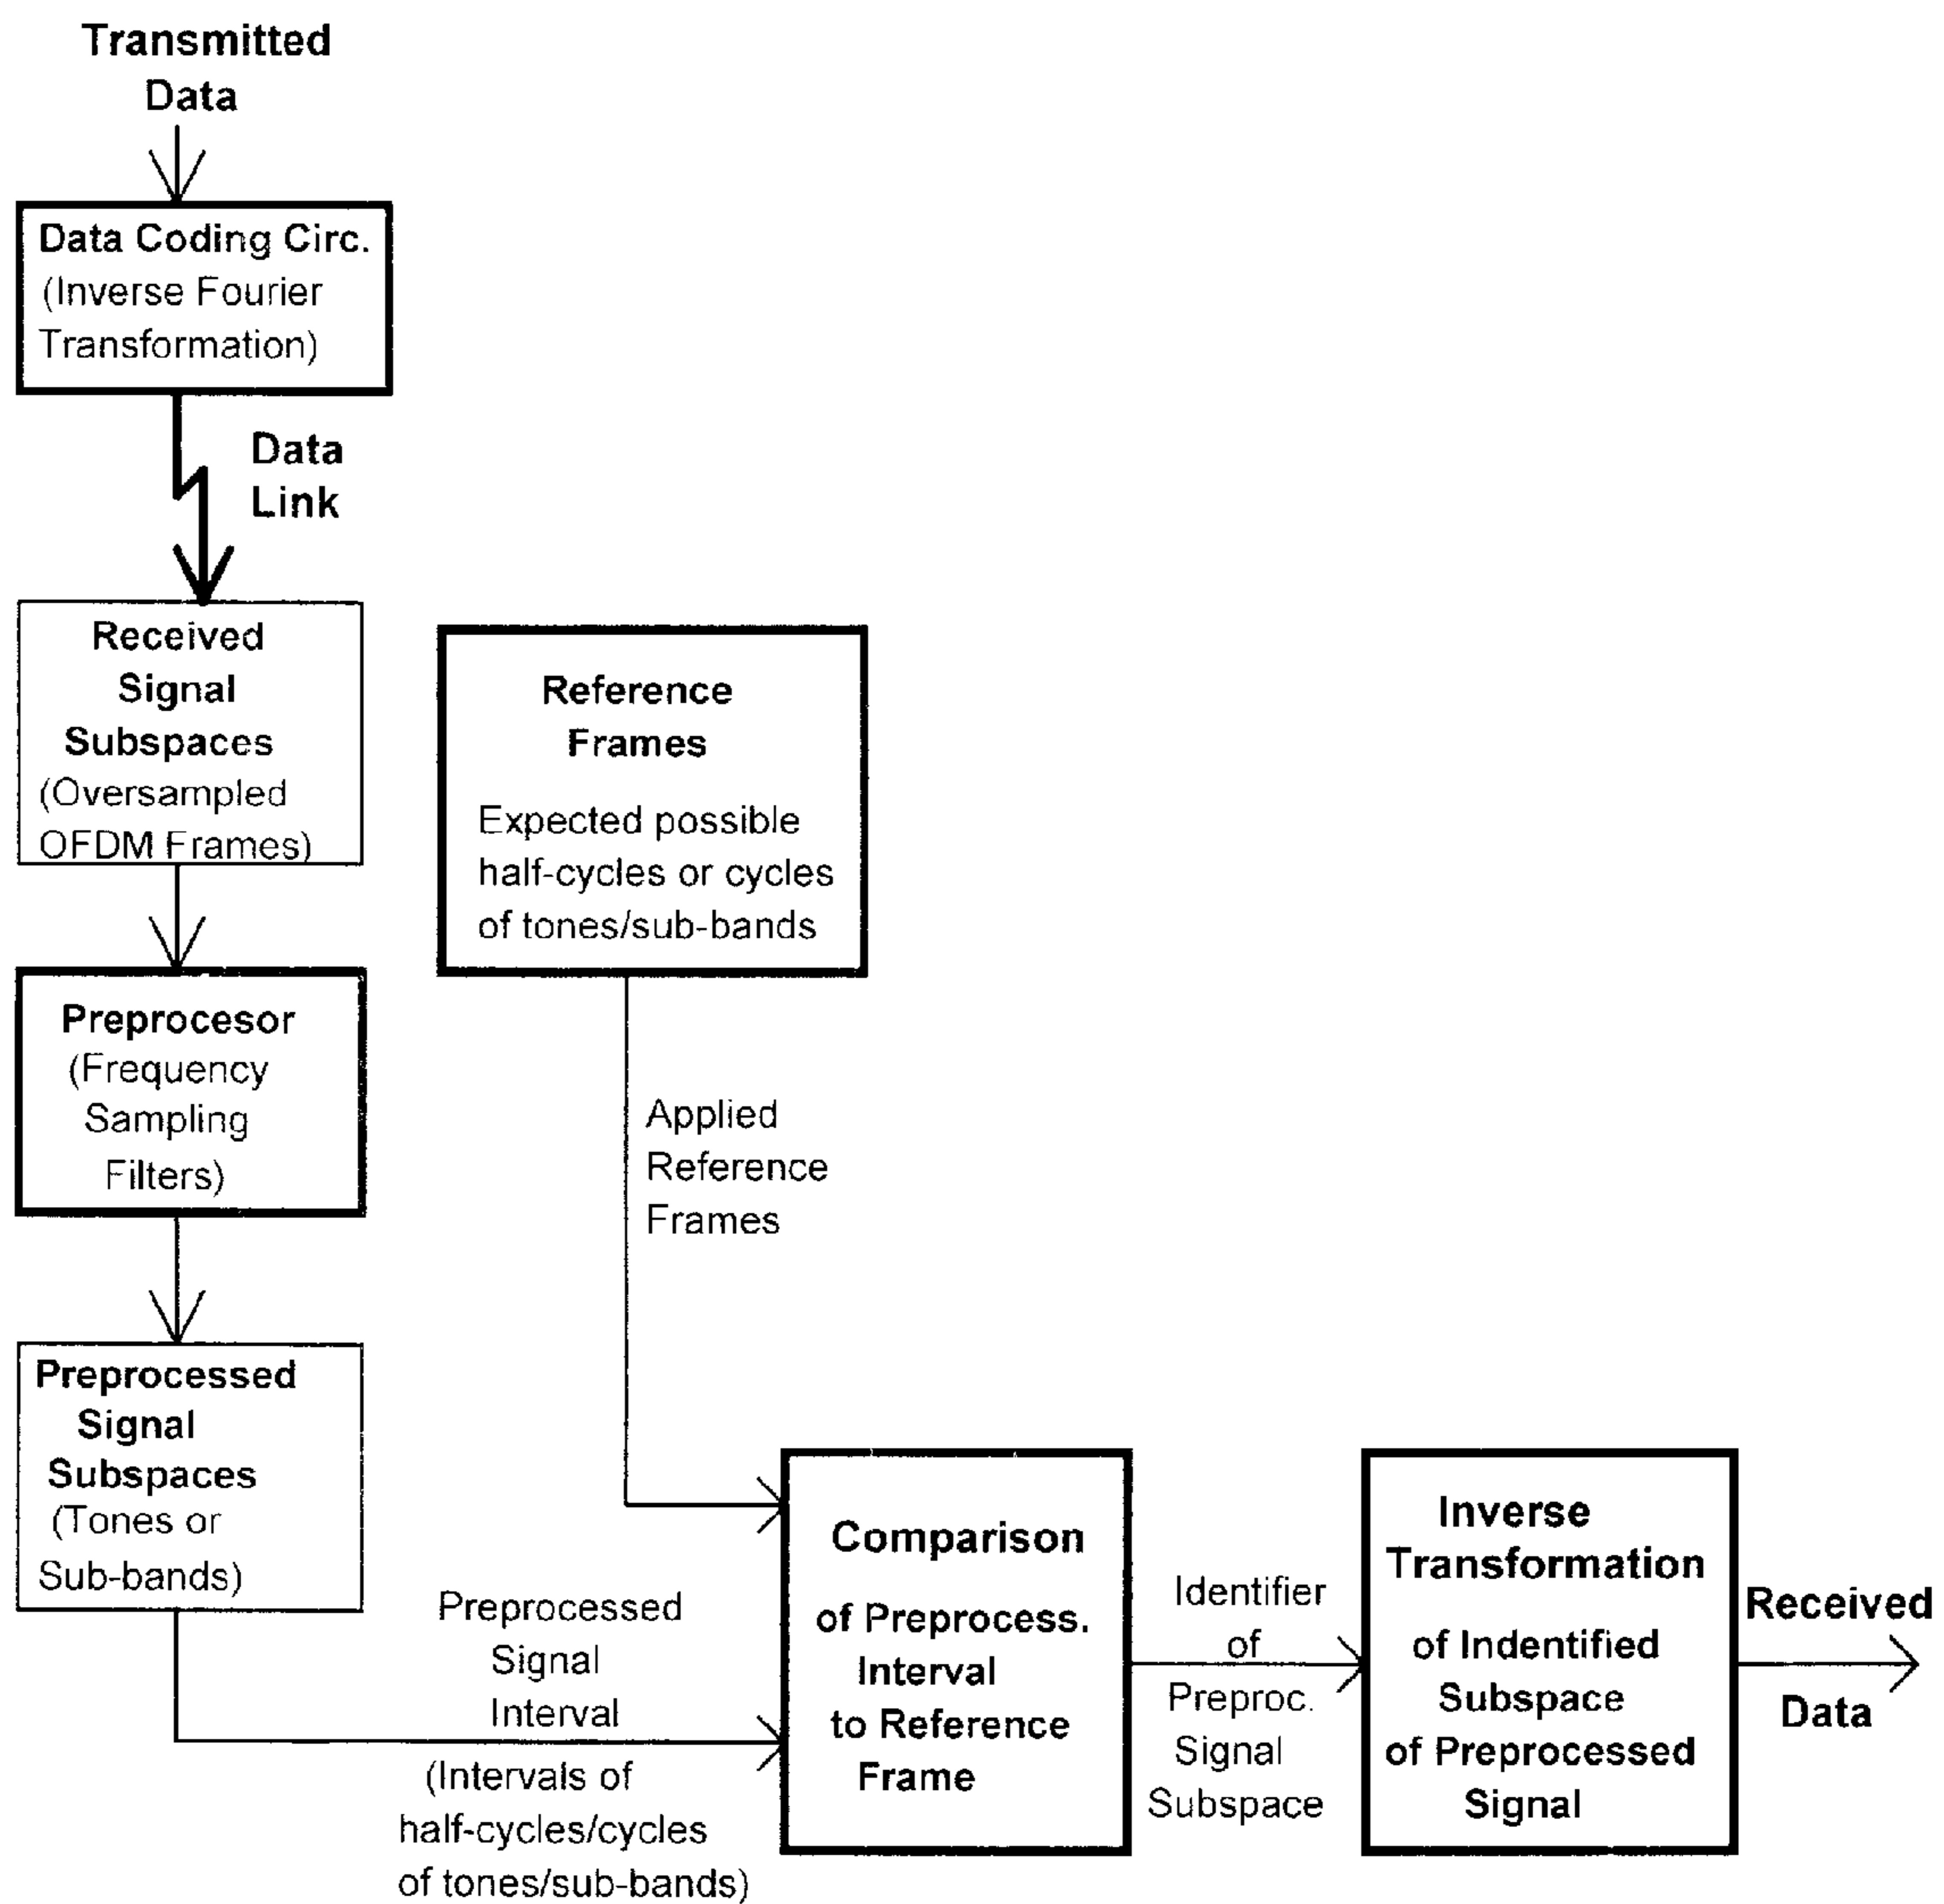 Transmitted
Data
Data Coding Circ.
(Inverse Fourier
Transformation)
Data
Link
Received
Signal
Subspaces
(Oversampled
OFDM Frames)
Reference
Frames
Expected possible
half-cycles or cycles
of tones/sub-bands
Preprocesor
(Frequency
Sampling
Filters)
Applied
Reference
Frames
Preprocessed
Signal
Subspaces
(Tones or
Sub-bands)
Preprocessed
Signal
Interval
(Intervals of
half-cycles/cycles
of tones/sub-bands)
Comparison
of Preprocess.
Interval
to Reference
Frame
Identifier
of
Preproc.
Signal
Subspace
Inverse
Transformation
of Indentified
Subspace
of Preprocessed
Signal
Received
Data